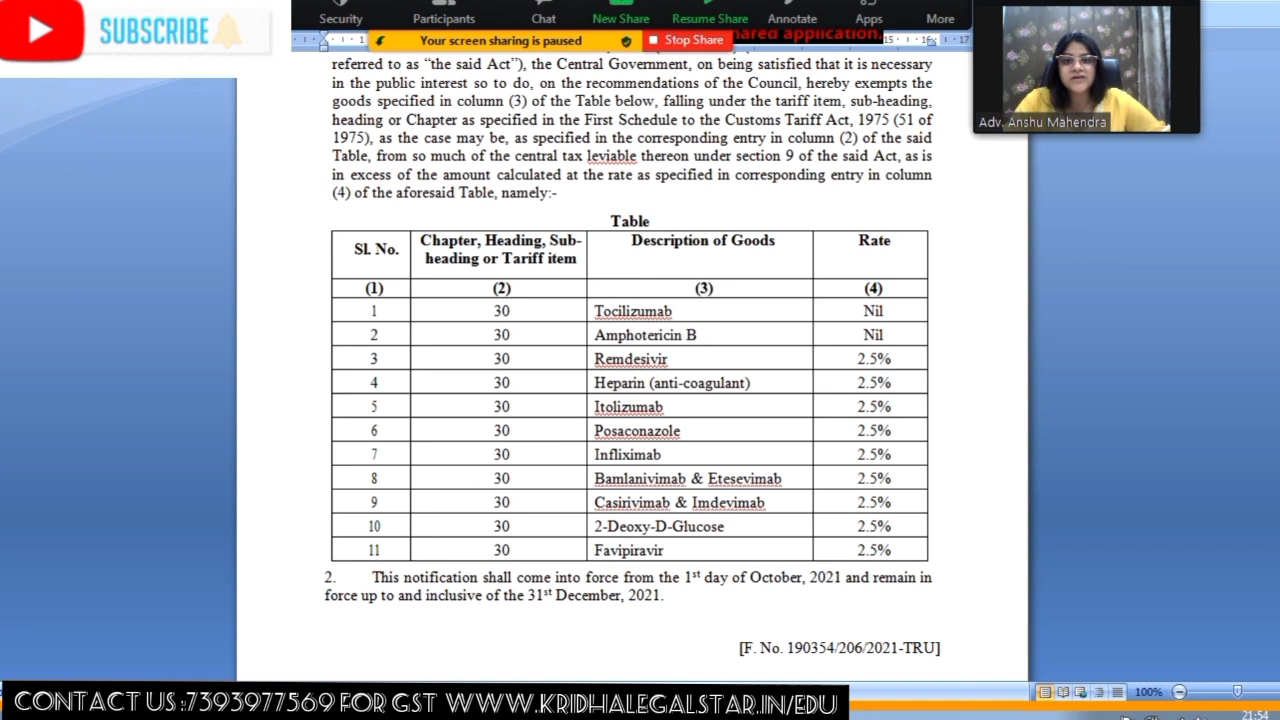 SUBSCRIBE
Security Participants Chat New Share Resume Share Annotate Apps More
Your screen sharing is paused Stop Share hared application.
1 15 16 17
referred to as “the said Act”), the Central Government, on being satisfied that it is necessary
in the public interest so to do, on the recommendations of the Council, hereby exempts the
goods specified in column (3) of the Table below, falling under the tariff item, sub-heading,
heading or Chapter as specified in the First Schedule to the Customs Tariff Act, 1975 (51 of
1975), as the case may be, as specified in the corresponding entry in column (2) of the said
Table, from so much of the central tax leviable thereon under section 9 of the said Act, as is
in excess of the amount calculated at the rate as specified in corresponding entry in column
(4) of the aforesaid Table, namely:-
Adv. Anshu Mahendra
Table
Sl. No. Chapter, Heading, Sub-heading or Tariff item Description of Goods Rate
(1) (2) (3) (4)
1 30 Tocilizumab Nil
2 30 Amphotericin B Nil
3 30 Remdesivir 2.5%
4 30 Heparin (anti-coagulant) 2.5%
5 30 Itolizumab 2.5%
6 30 Posaconazole 2.5%
7 30 Infliximab 2.5%
8 30 Bamlanivimab & Etesevimab 2.5%
9 30 Casirivimab & Imdevimab 2.5%
10 30 2-Deoxy-D-Glucose 2.5%
11 30 Favipiravir 2.5%
2. This notification shall come into force from the 1st day of October, 2021 and remain in
force up to and inclusive of the 31st December, 2021.
[F. No. 190354/206/2021-TRU]
100%
CONTACT US :7393977569 FOR GST WWW.KRIDHALEGALSTAR.IN/EDU
21:54